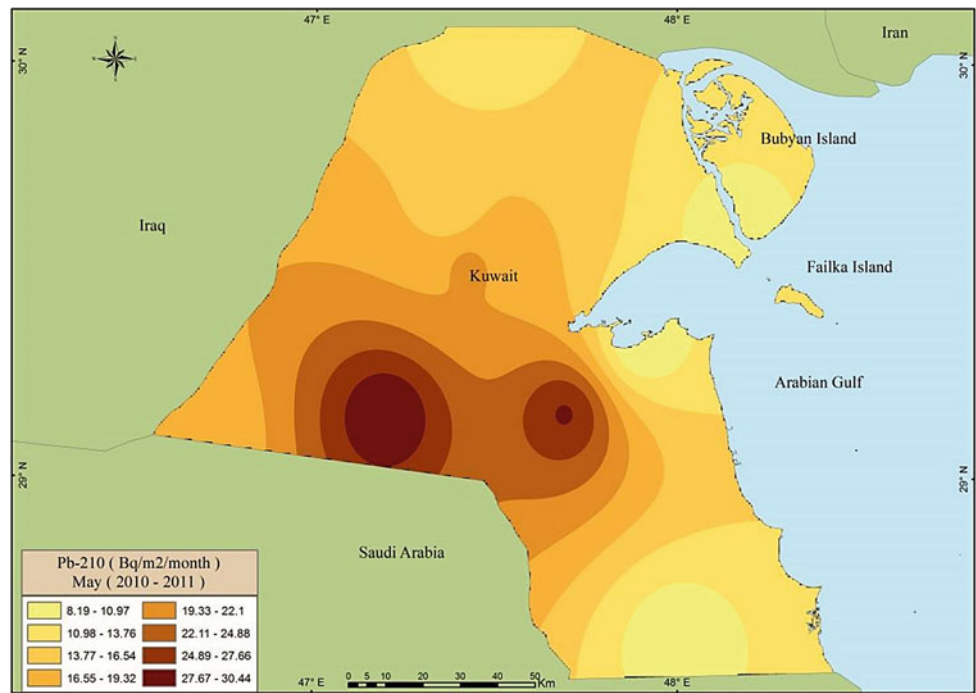 47° E
48° E
Iran
30° N
30° N
Bubyan Island
Iraq
Failka Island
Kuwait
Arabian Gulf
29° N
29° N
Saudi Arabia
Pb-210 ( Bq/m2/month )
May ( 2010 - 2011 )
8.19 - 10.97
19.33 - 22.1
10.98 - 13.76
22.11 - 24.88
13.77 - 16.54
24.89 - 27.66
16.55 - 19.32
27.67 - 30.44
0 5 10 20 30 40 50 Km
47° E
48° E